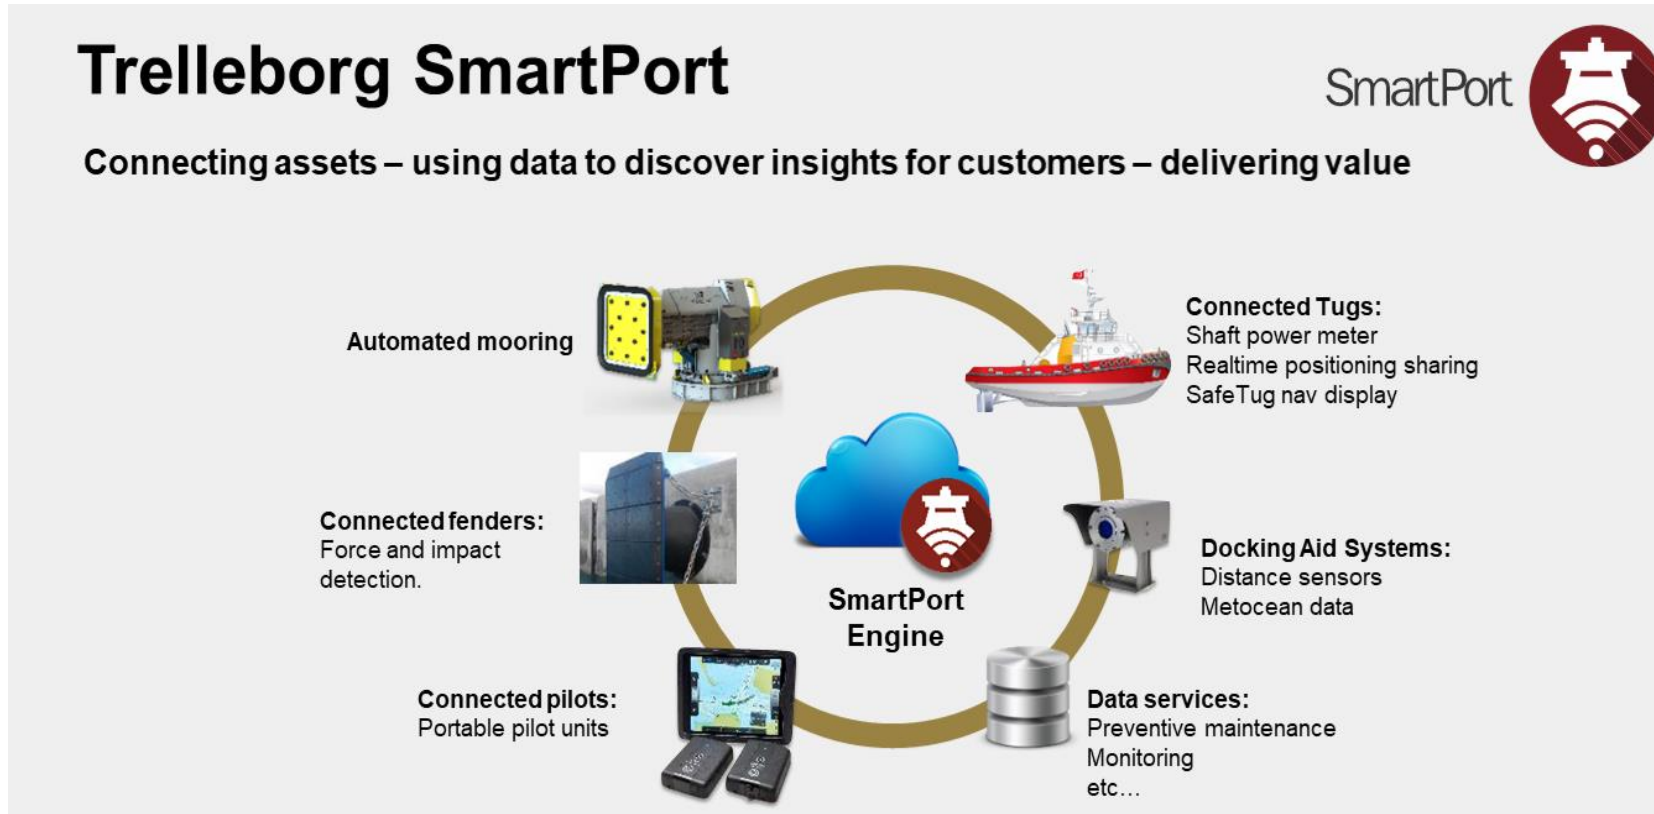 Trelleborg SmartPort
SmartPort
Connecting assets – using data to discover insights for customers – delivering value
Automated mooring
Connected Tugs:
Shaft power meter
Realtime positioning sharing
SafeTug nav display
Connected fenders:
Force and impact
detection.
SmartPort
Engine
Docking Aid Systems:
Distance sensors
Metocean data
Connected pilots:
Portable pilot units
Data services:
Preventive maintenance
Monitoring
etc…